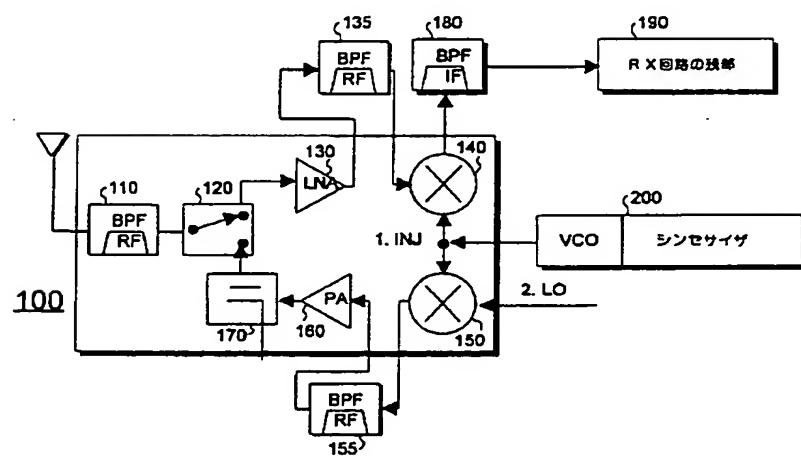 135
180
190
BPF
RF
BPF
IF
RX回路の残部
110
120
130
LNA
140
BPF
RF
1. INJ
200
VCO
シンセサイザ
100
170
PA
160
150
2. LO
BPF
RF
155